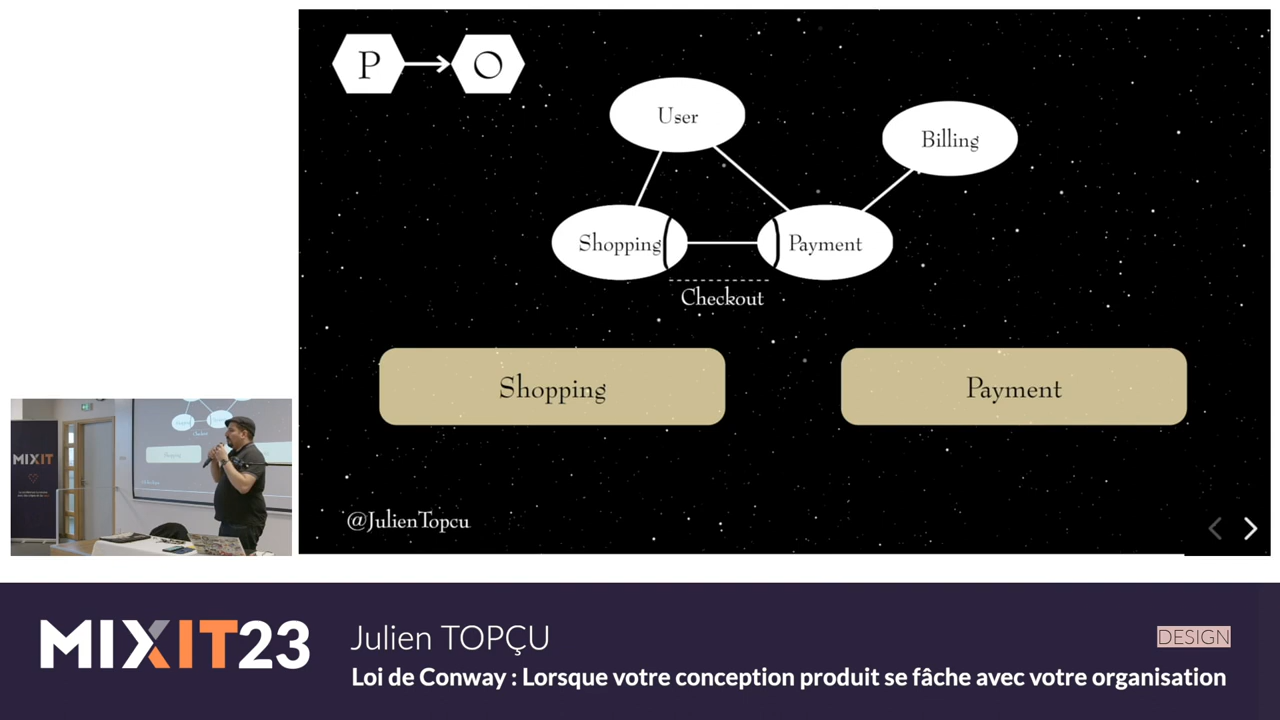 P
O
User
Billing
Shopping
Payment
Checkout
Shopping
Payment
@JulienTopcu
MIXIT
MIXIT23
Julien TOPÇU
DESIGN
Loi de Conway : Lorsque votre conception produit se fâche avec votre organisation